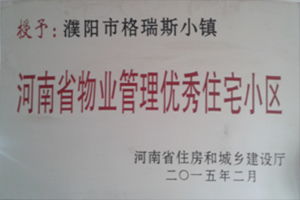 授予：濮阳市格瑞斯小镇
河南省物业管理优秀住宅小区
河南省住房和城乡建设厅
二〇一五年二月